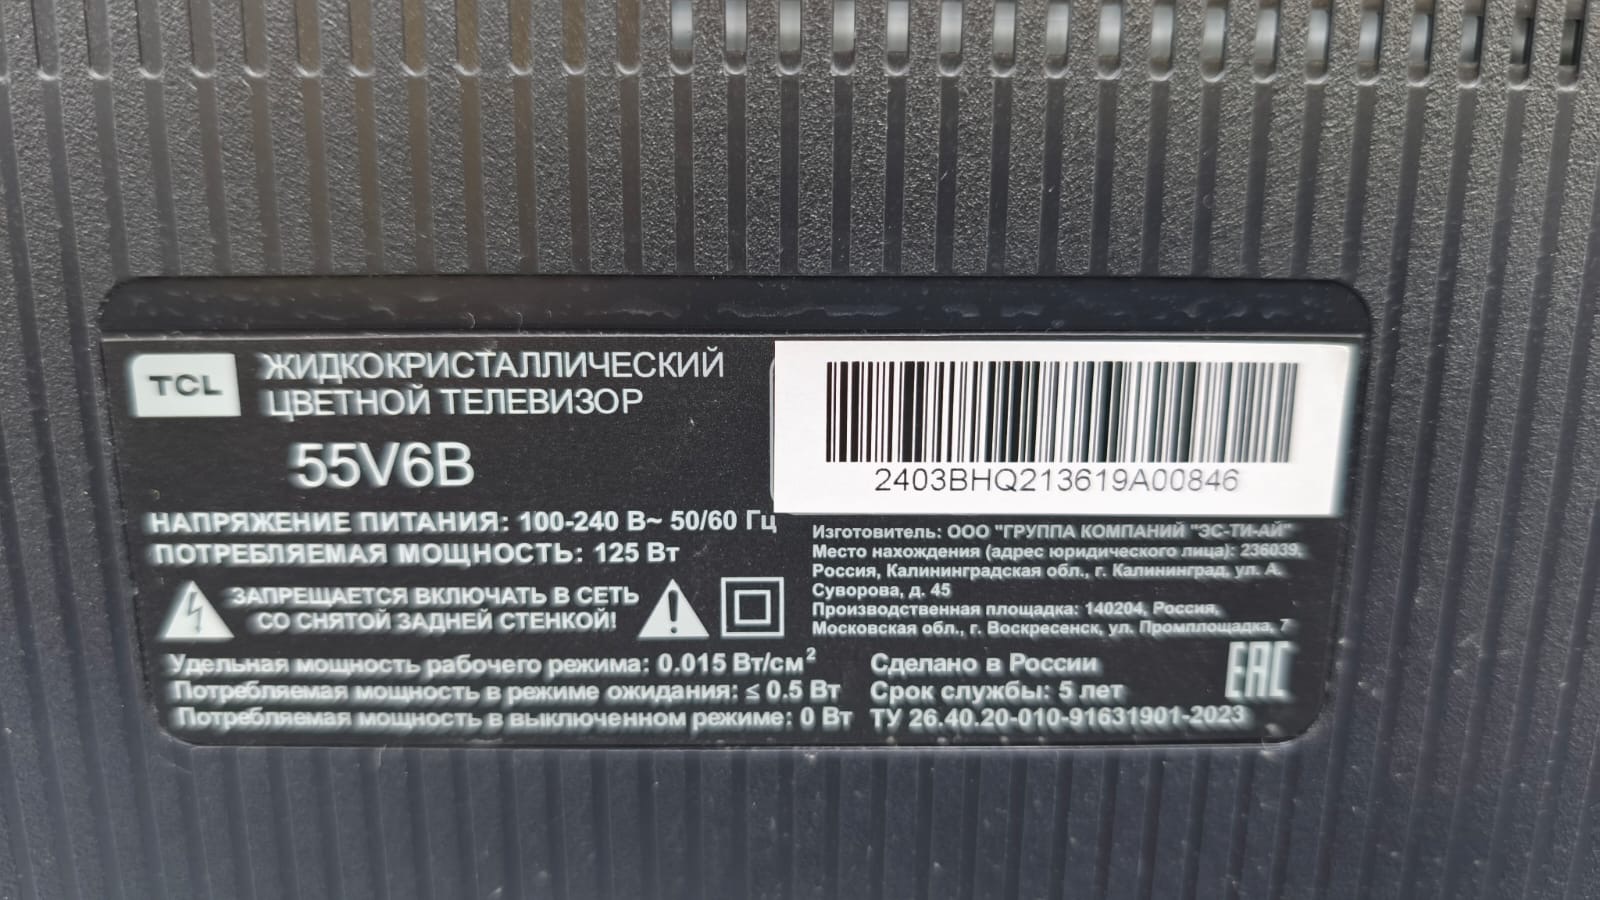 TCL
ЖИДКОКРИСТАЛЛИЧЕСКИЙ
ЦВЕТНОЙ ТЕЛЕВИЗОР
55V6B
2403BHQ213619A00846
НАПРЯЖЕНИЕ ПИТАНИЯ: 100-240 В~ 50/60 Гц
ПОТРЕБЛЯЕМАЯ МОЩНОСТЬ: 125 Вт
ЗАПРЕЩАЕТСЯ ВКЛЮЧАТЬ В СЕТЬ
СО СНЯТОЙ ЗАДНЕЙ СТЕНКОЙ!
Изготовитель: ООО "ГРУППА КОМПАНИЙ "ЭС-ТИ-АЙ"
Место нахождения (адрес юридического лица): 236039,
Россия, Калининградская обл., г. Калининград, ул. А.
Суворова, д. 45
Производственная площадка: 140204, Россия,
Московская обл., г. Воскресенск, ул. Промплощадка, 7
Удельная мощность рабочего режима: 0.015 Вт/см²
Потребляемая мощность в режиме ожидания: ≤ 0.5 Вт
Потребляемая мощность в выключенном режиме: 0 Вт
Сделано в России
Срок службы: 5 лет
ТУ 26.40.20-010-91631901-2023
EAC